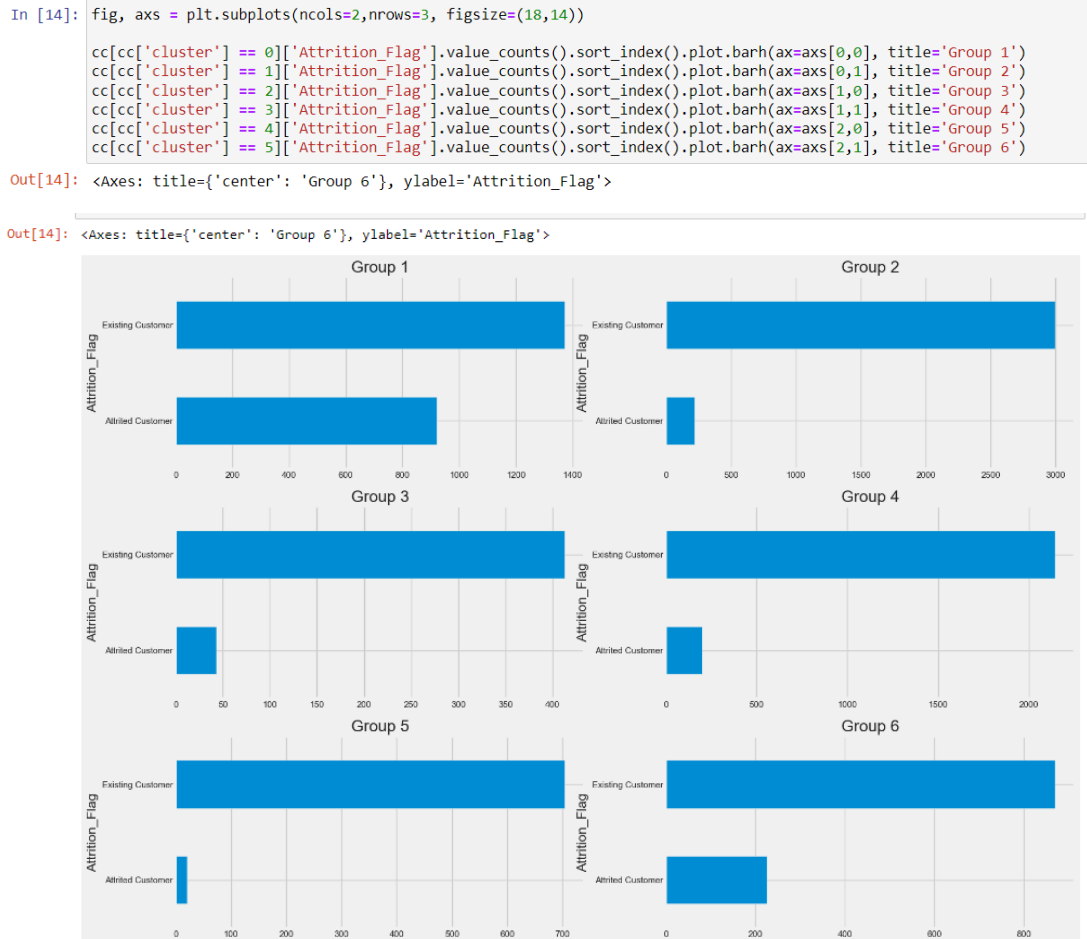 In [14]: fig, axs = plt.subplots(ncols=2,nrows=3, figsize=(18,14))
cc[cc['cluster'] == 0]['Attrition_Flag'].value_counts().sort_index().plot.barh(ax=axs[0,0], title='Group 1')
cc[cc['cluster'] == 1]['Attrition_Flag'].value_counts().sort_index().plot.barh(ax=axs[0,1], title='Group 2')
cc[cc['cluster'] == 2]['Attrition_Flag'].value_counts().sort_index().plot.barh(ax=axs[1,0], title='Group 3')
cc[cc['cluster'] == 3]['Attrition_Flag'].value_counts().sort_index().plot.barh(ax=axs[1,1], title='Group 4')
cc[cc['cluster'] == 4]['Attrition_Flag'].value_counts().sort_index().plot.barh(ax=axs[2,0], title='Group 5')
cc[cc['cluster'] == 5]['Attrition_Flag'].value_counts().sort_index().plot.barh(ax=axs[2,1], title='Group 6')
Out[14]: <Axes: title={'center': 'Group 6'}, ylabel='Attrition_Flag'>
Out[14]: <Axes: title={'center': 'Group 6'}, ylabel='Attrition_Flag'>
Group 1
Attrition_Flag
Existing Customer
Attrited Customer
0 200 400 600 800 1000 1200 1400
Group 2
Attrition_Flag
Existing Customer
Attrited Customer
0 500 1000 1500 2000 2500 3000
Group 3
Attrition_Flag
Existing Customer
Attrited Customer
0 50 100 150 200 250 300 350 400
Group 4
Attrition_Flag
Existing Customer
Attrited Customer
0 500 1000 1500 2000
Group 5
Attrition_Flag
Existing Customer
Attrited Customer
0 100 200 300 400 500 600 700
Group 6
Attrition_Flag
Existing Customer
Attrited Customer
0 200 400 600 800